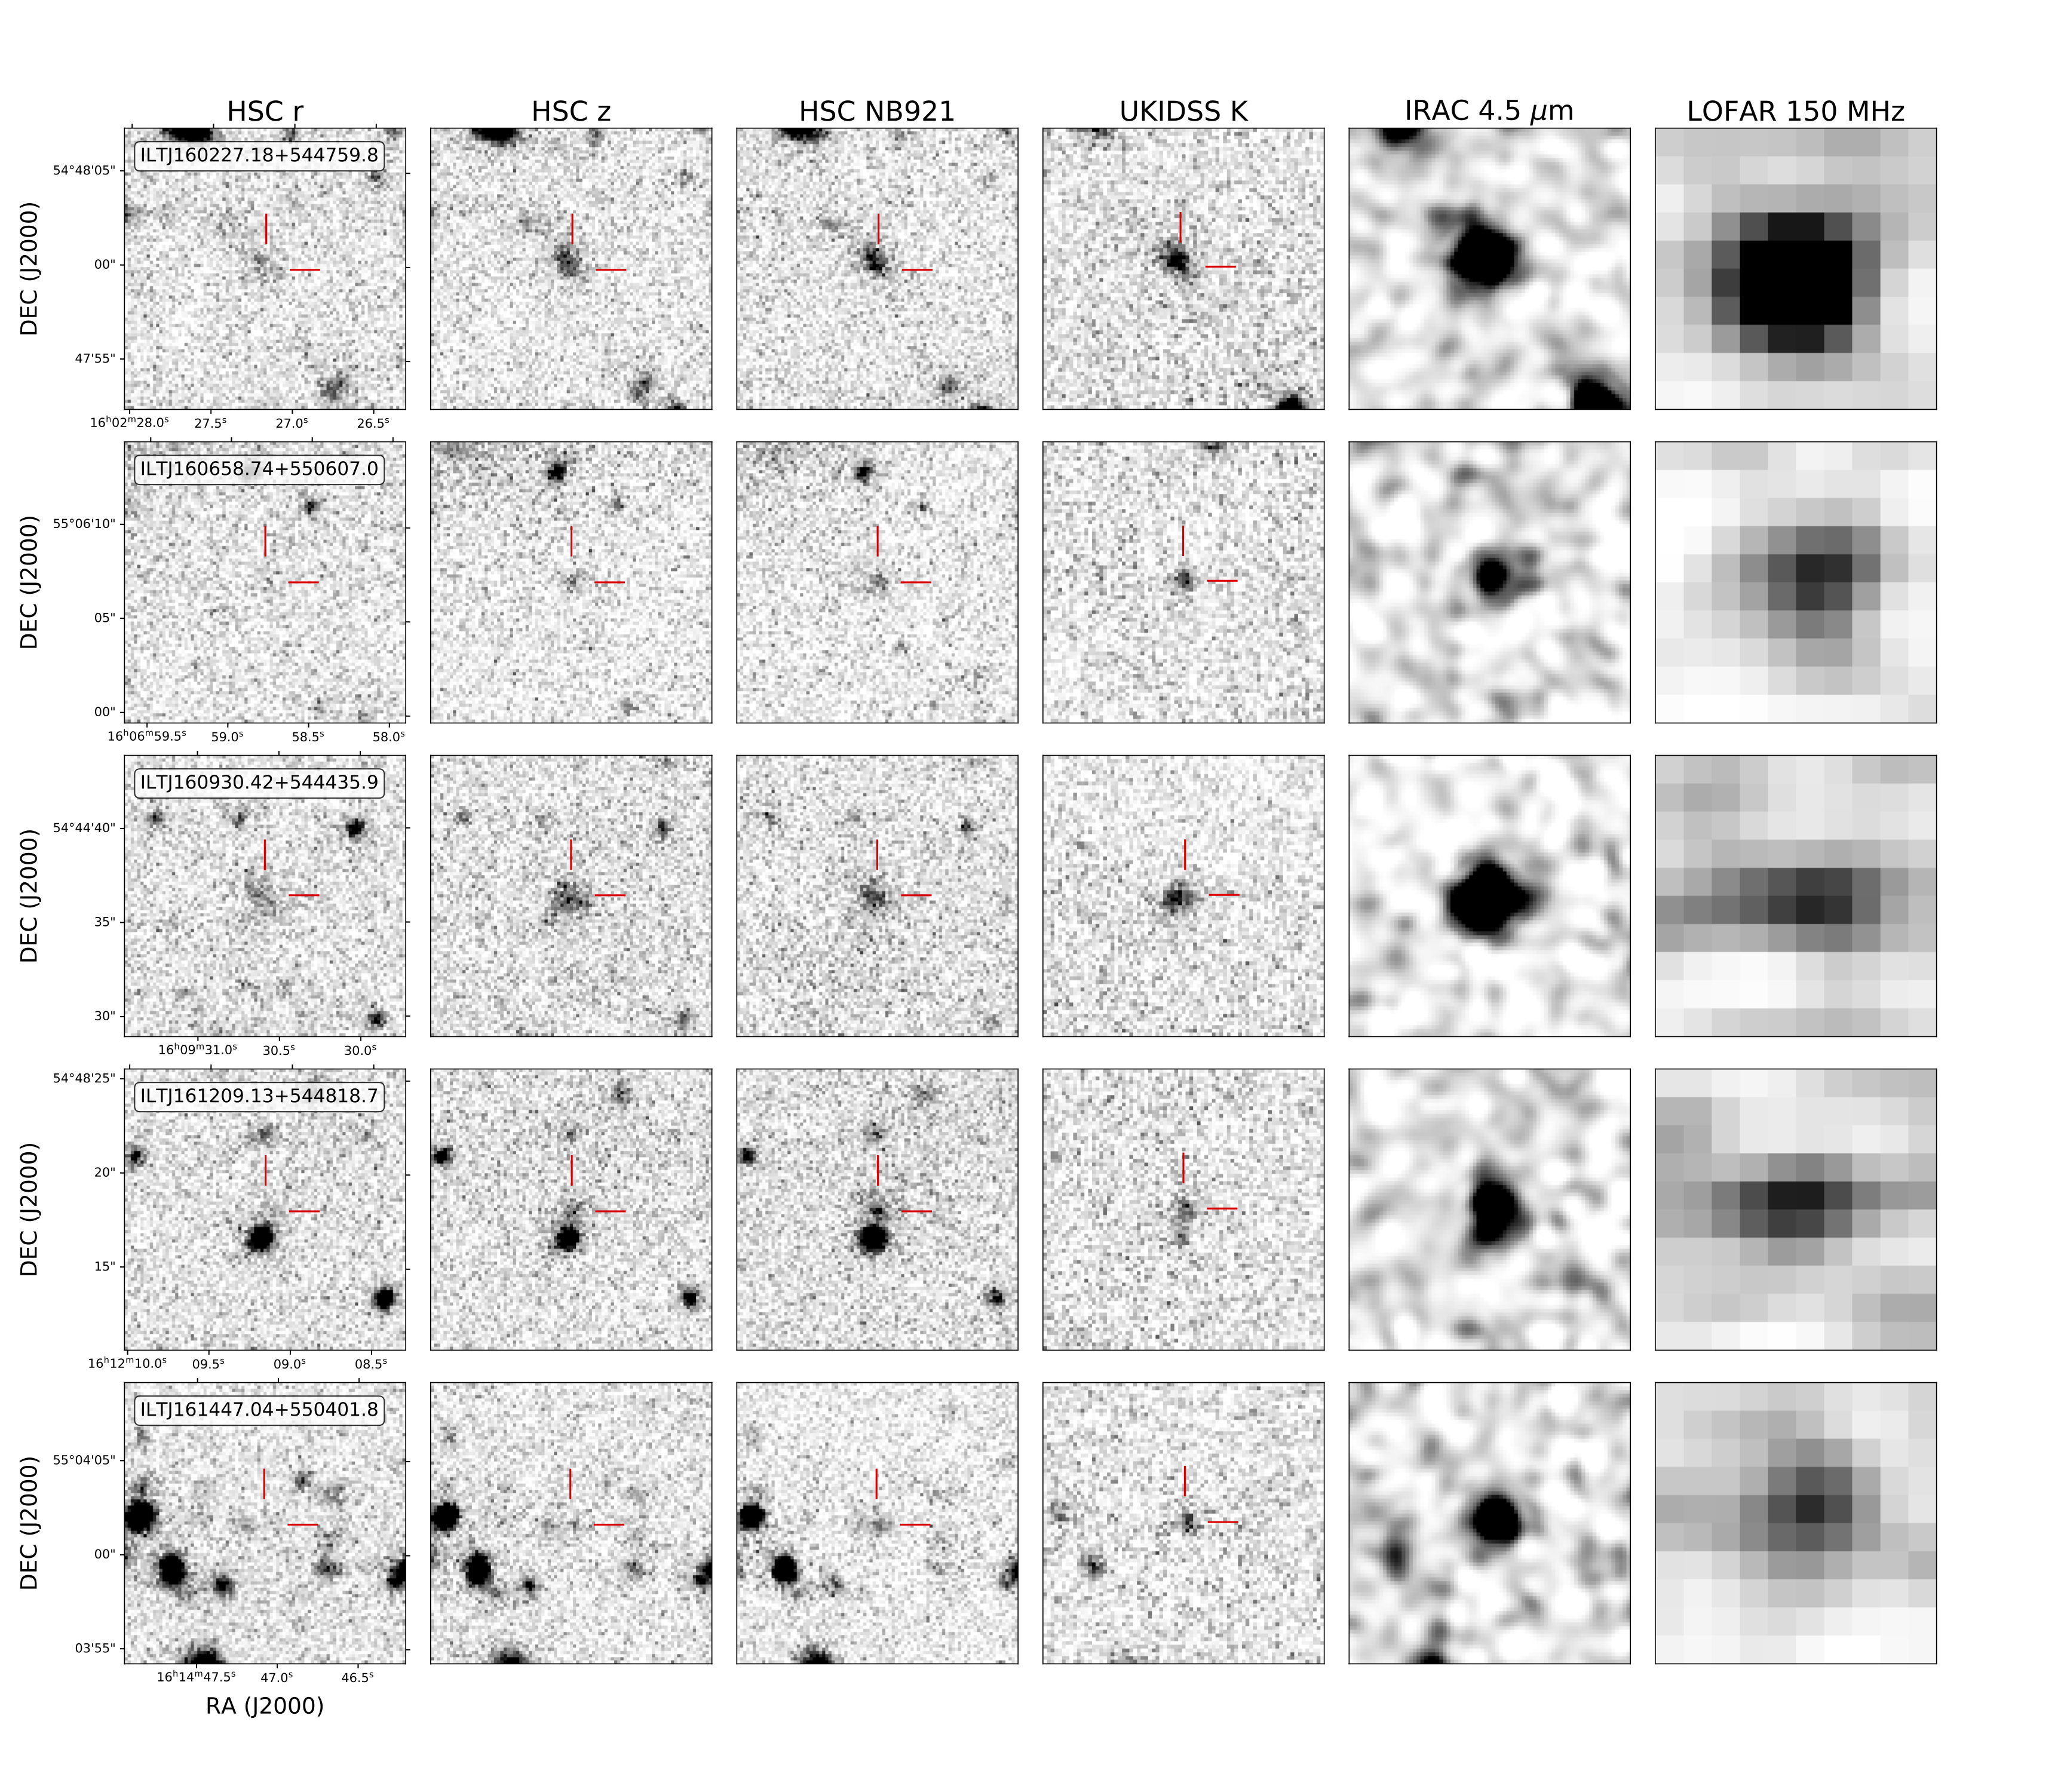 HSC r HSC z HSC NB921 UKIDSS K IRAC 4.5 μm LOFAR 150 MHz
ILTJ160227.18+544759.8
DEC (J2000)
54°48'05"
00"
47'55"
16ʰ02ᵐ28.0ˢ 27.5ˢ 27.0ˢ 26.5ˢ
ILTJ160658.74+550607.0
DEC (J2000)
55°06'10"
05"
00"
16ʰ06ᵐ59.5ˢ 59.0ˢ 58.5ˢ 58.0ˢ
ILTJ160930.42+544435.9
DEC (J2000)
54°44'40"
35"
30"
16ʰ09ᵐ31.0ˢ 30.5ˢ 30.0ˢ
54°48'25"
ILTJ161209.13+544818.7
DEC (J2000)
20"
15"
16ʰ12ᵐ10.0ˢ 09.5ˢ 09.0ˢ 08.5ˢ
ILTJ161447.04+550401.8
DEC (J2000)
55°04'05"
00"
03'55"
16ʰ14ᵐ47.5ˢ 47.0ˢ 46.5ˢ
RA (J2000)